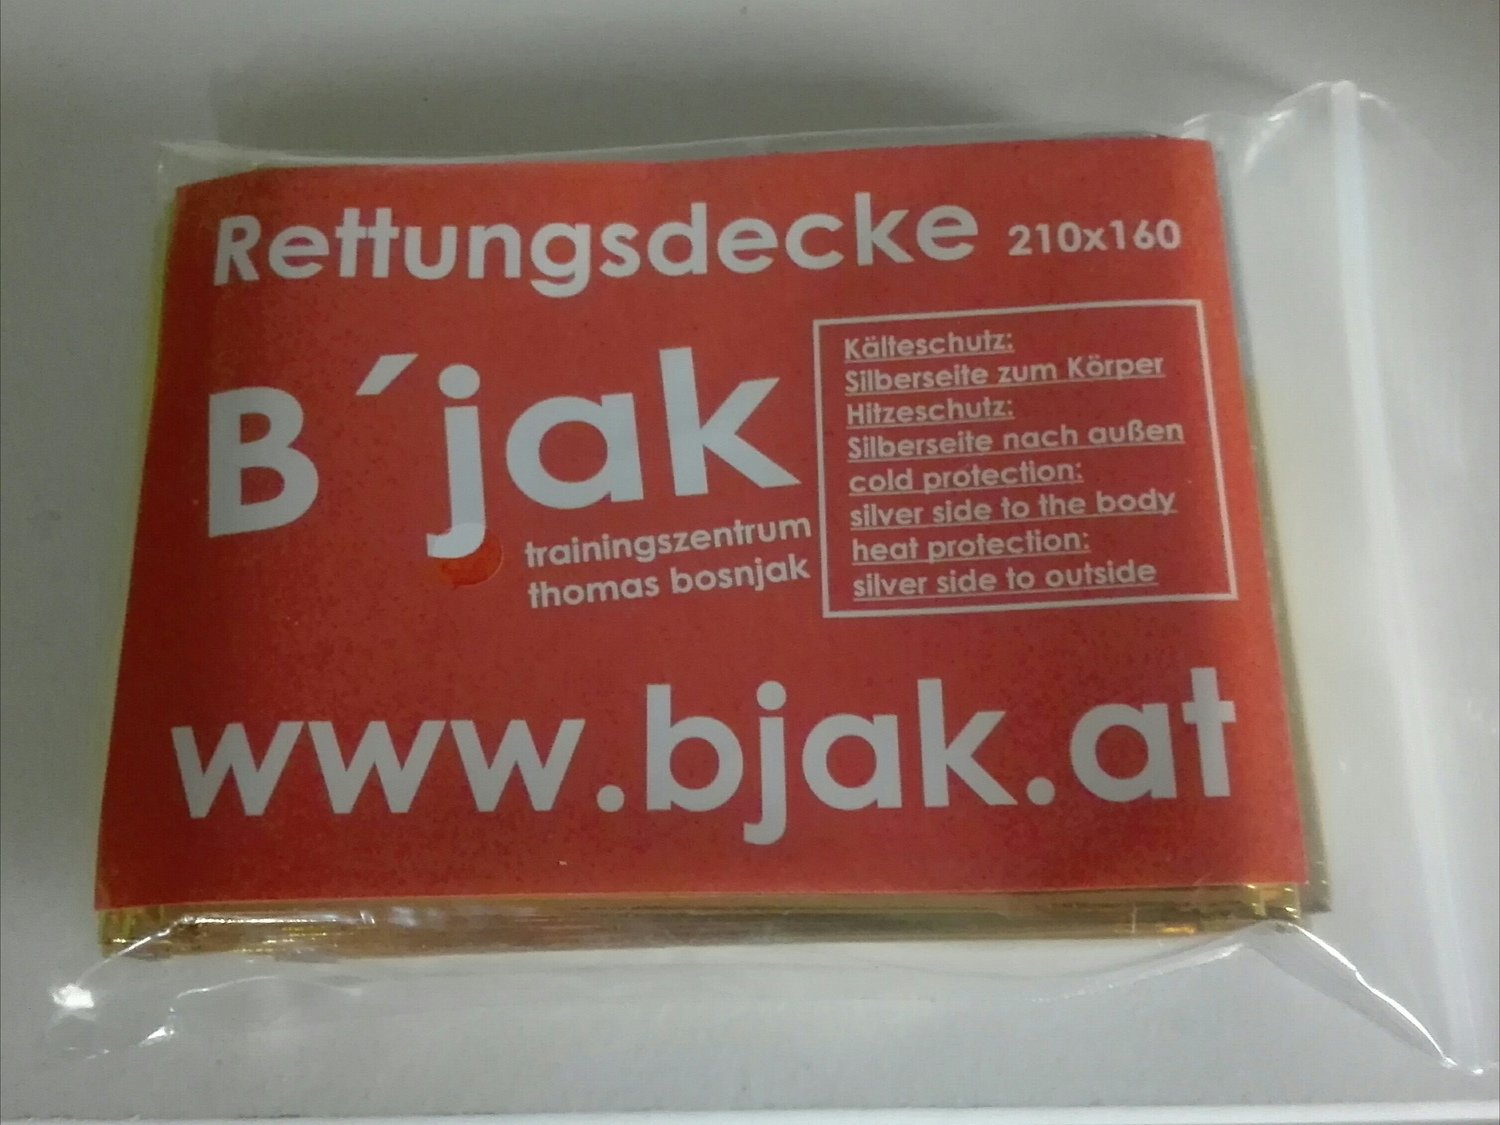 Rettungsdecke 210x160
B´jak
trainingszentrum
thomas bosnjak
Kälteschutz:
Silberseite zum Körper
Hitzeschutz:
Silberseite nach außen
cold protection:
silver side to the body
heat protection:
silver side to outside
www.bjak.at